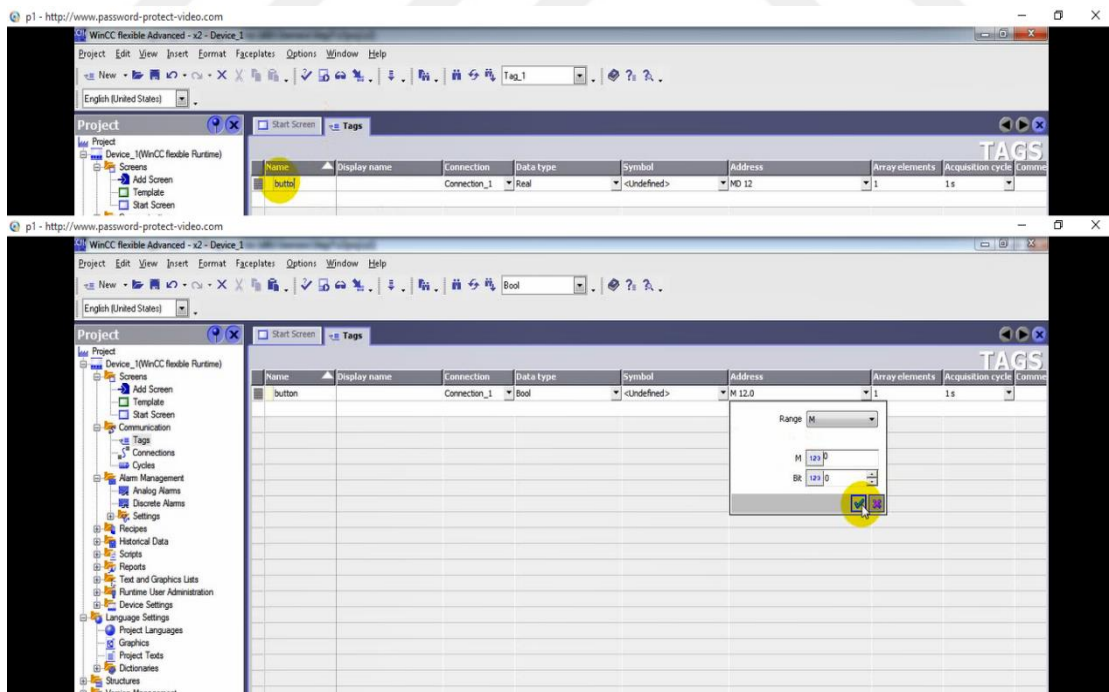 p1 - http://www.password-protect-video.com
WinCC flexible Advanced - x2 - Device_1
Project Edit View Insert Format Faceplates Options Window Help
New Tag_1
English (United States)
Project Start Screen Tags
Project
Device_1(WinCC flexible Runtime)
Screens
Add Screen
Template
Start Screen
TAGS
Name Display name Connection Data type Symbol Address Array elements Acquisition cycle Comme
butto Connection_1 Real <Undefined> MD 12 1 1 s
p1 - http://www.password-protect-video.com
WinCC flexible Advanced - x2 - Device_1
Project Edit View Insert Format Faceplates Options Window Help
New Bool
English (United States)
Project Start Screen Tags
Project
Device_1(WinCC flexible Runtime)
Screens
Add Screen
Template
Start Screen
Communication
Tags
Connections
Cycles
Alarm Management
Analog Alarms
Discrete Alarms
Settings
Recipes
Historical Data
Scripts
Reports
Text and Graphics Lists
Runtime User Administration
Device Settings
Language Settings
Project Languages
Graphics
Project Texts
Dictionaries
Structures
TAGS
Name Display name Connection Data type Symbol Address Array elements Acquisition cycle Comme
button Connection_1 Bool <Undefined> M 12.0 1 1 s
Range M
M 123 0
Bit 123 0